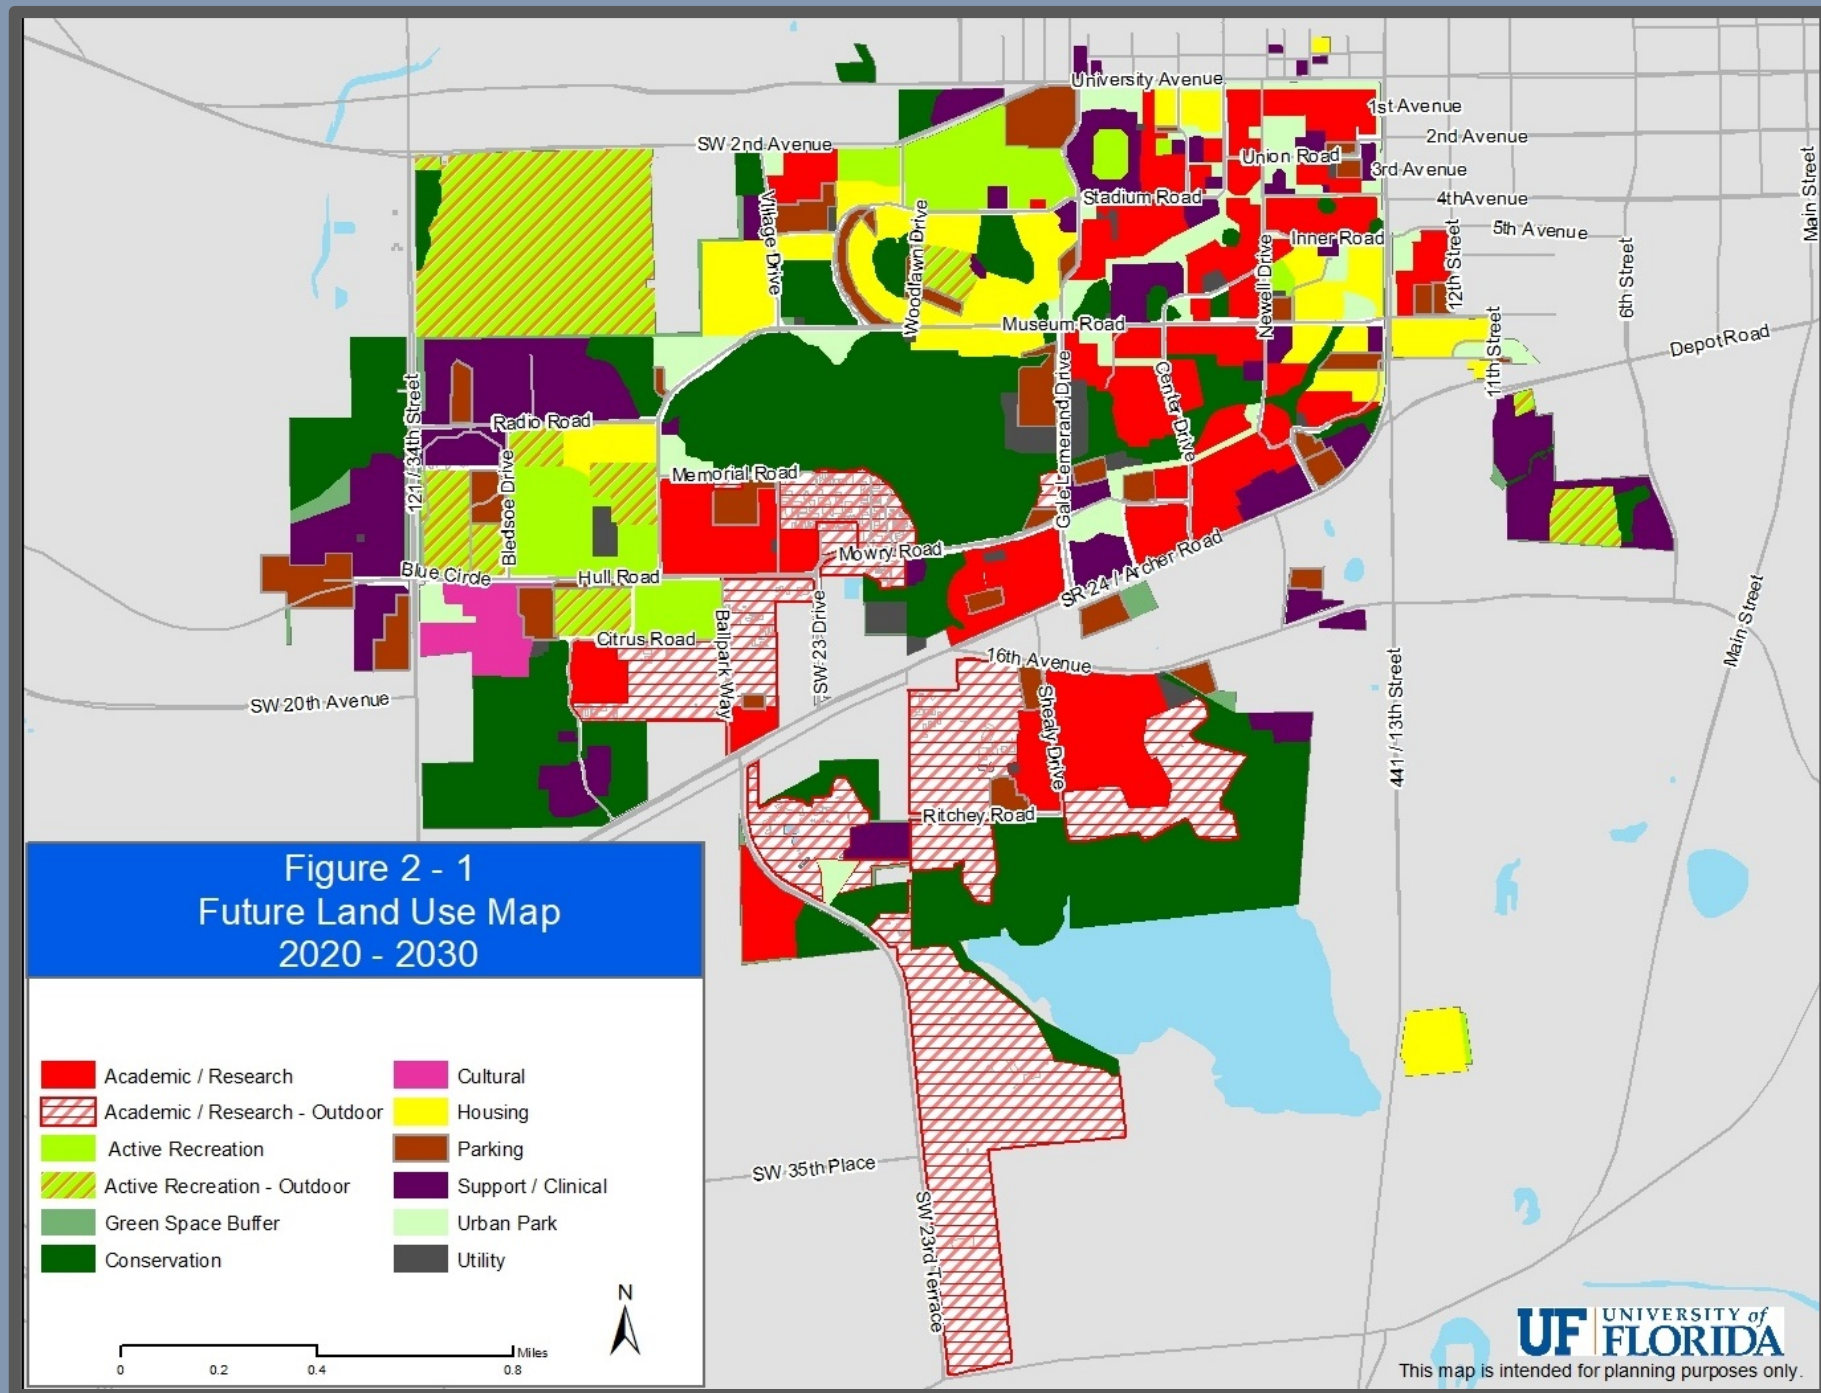 University Avenue
1st Avenue
2nd Avenue
SW 2nd Avenue
Union Road
3rd Avenue
Stadium Road
4thAvenue
Main Street
Village Drive
Woodlawn Drive
Newell Drive
Inner Road
5th Avenue
12th Street
6th Street
Museum Road
11th Street
Depot Road
121 / 34th Street
Radio Road
Gale Lemerand Drive
Center Drive
Bledsoe Drive
Memorial Road
Mowry Road
SR 24 / Archer Road
Blue Circle
Hull Road
Citrus Road
Ballpark Way
SW 23 Drive
16th Avenue
Shealy Drive
441 / 13th Street
Main Street
SW 20th Avenue
Ritchey Road
SW 35th Place
SW 23rd Terrace
Figure 2 - 1
Future Land Use Map
2020 - 2030
Academic / Research
Academic / Research - Outdoor
Active Recreation
Active Recreation - Outdoor
Green Space Buffer
Conservation
Cultural
Housing
Parking
Support / Clinical
Urban Park
Utility
N
Miles
0 0.2 0.4 0.8
UF UNIVERSITY of
FLORIDA
This map is intended for planning purposes only.